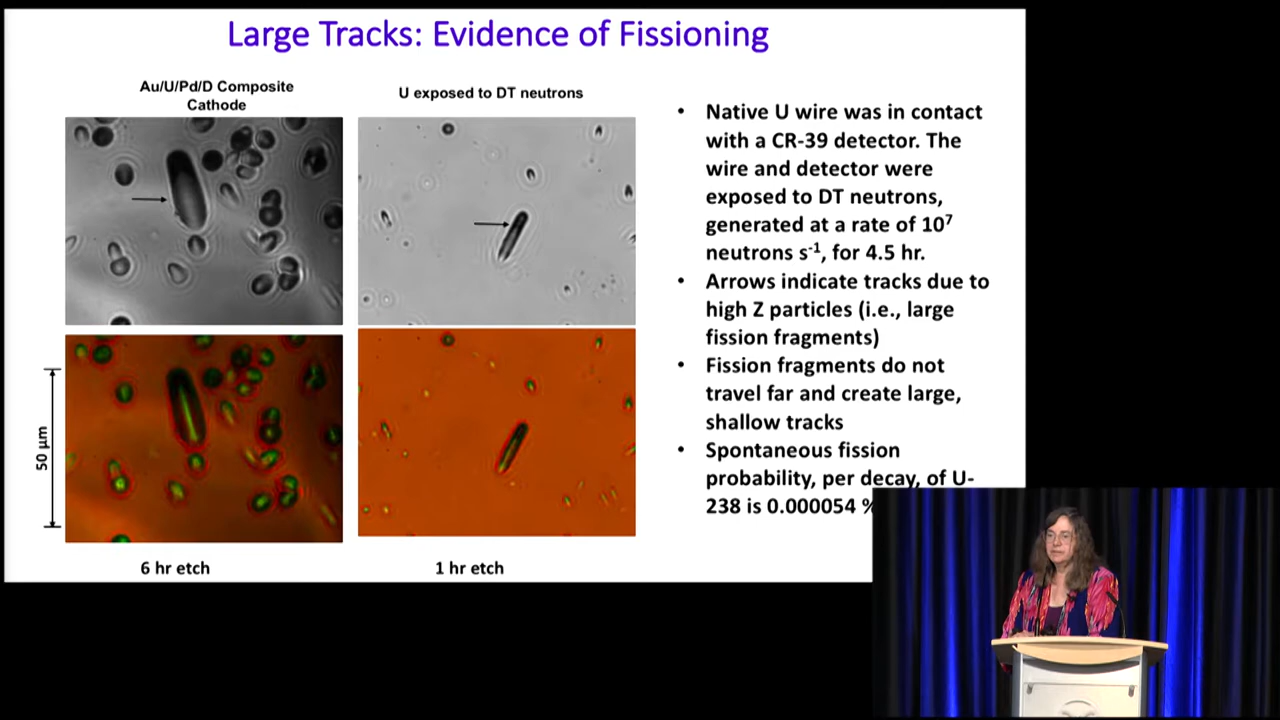 Large Tracks: Evidence of Fissioning
Au/U/Pd/D Composite
Cathode
U exposed to DT neutrons
50 µm
6 hr etch
1 hr etch
• Native U wire was in contact
with a CR-39 detector. The
wire and detector were
exposed to DT neutrons,
generated at a rate of 10⁷
neutrons s⁻¹, for 4.5 hr.
• Arrows indicate tracks due to
high Z particles (i.e., large
fission fragments)
• Fission fragments do not
travel far and create large,
shallow tracks
• Spontaneous fission
probability, per decay, of U-
238 is 0.000054 %